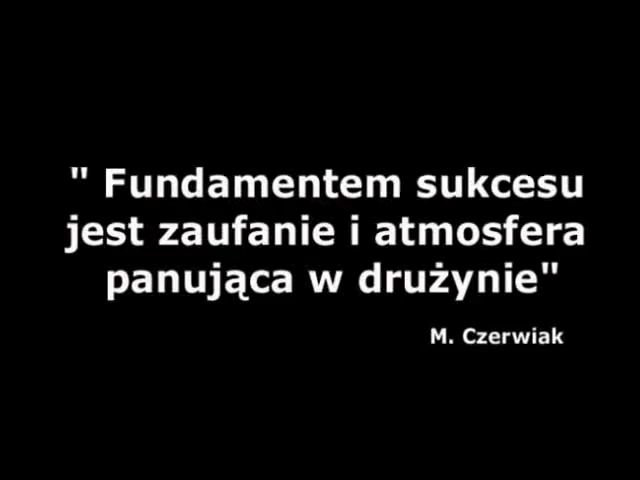 " Fundamentem sukcesu
jest zaufanie i atmosfera
panująca w drużynie"
M. Czerwiak